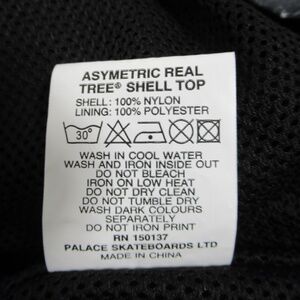 ASYMETRIC REAL
TREE® SHELL TOP
SHELL: 100% NYLON
LINING: 100% POLYESTER
30°
WASH IN COOL WATER
WASH AND IRON INSIDE OUT
DO NOT BLEACH
IRON ON LOW HEAT
DO NOT DRY CLEAN
DO NOT TUMBLE DRY
WASH DARK COLOURS
SEPARATELY
DO NOT IRON PRINT
RN 150137
PALACE SKATEBOARDS LTD
MADE IN CHINA